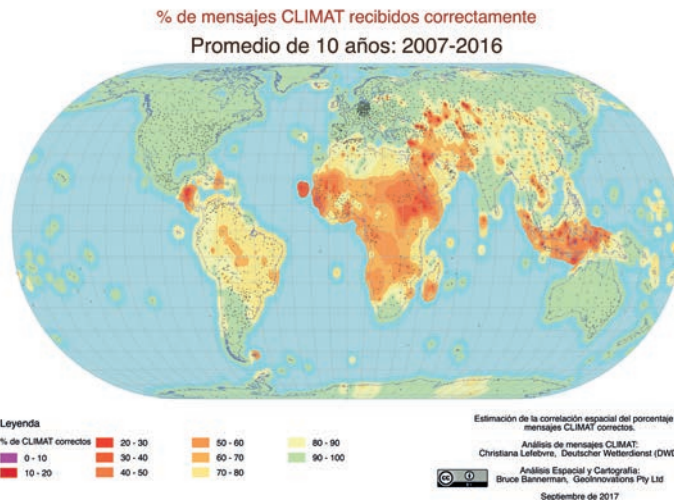 % de mensajes CLIMAT recibidos correctamente
Promedio de 10 años: 2007-2016
Leyenda
% de CLIMAT correctos
0 - 10
10 - 20
20 - 30
30 - 40
40 - 50
50 - 60
60 - 70
70 - 80
80 - 90
90 - 100
Estimación de la correlación espacial del porcentaje
mensajes CLIMAT correctos.
Análisis de mensajes CLIMAT:
Christiana Lefebvre, Deutscher Wetterdienst (DWD
Análisis Espacial y Cartografía:
Bruce Bannerman, GeoInnovations Pty Ltd
Septiembre de 2017